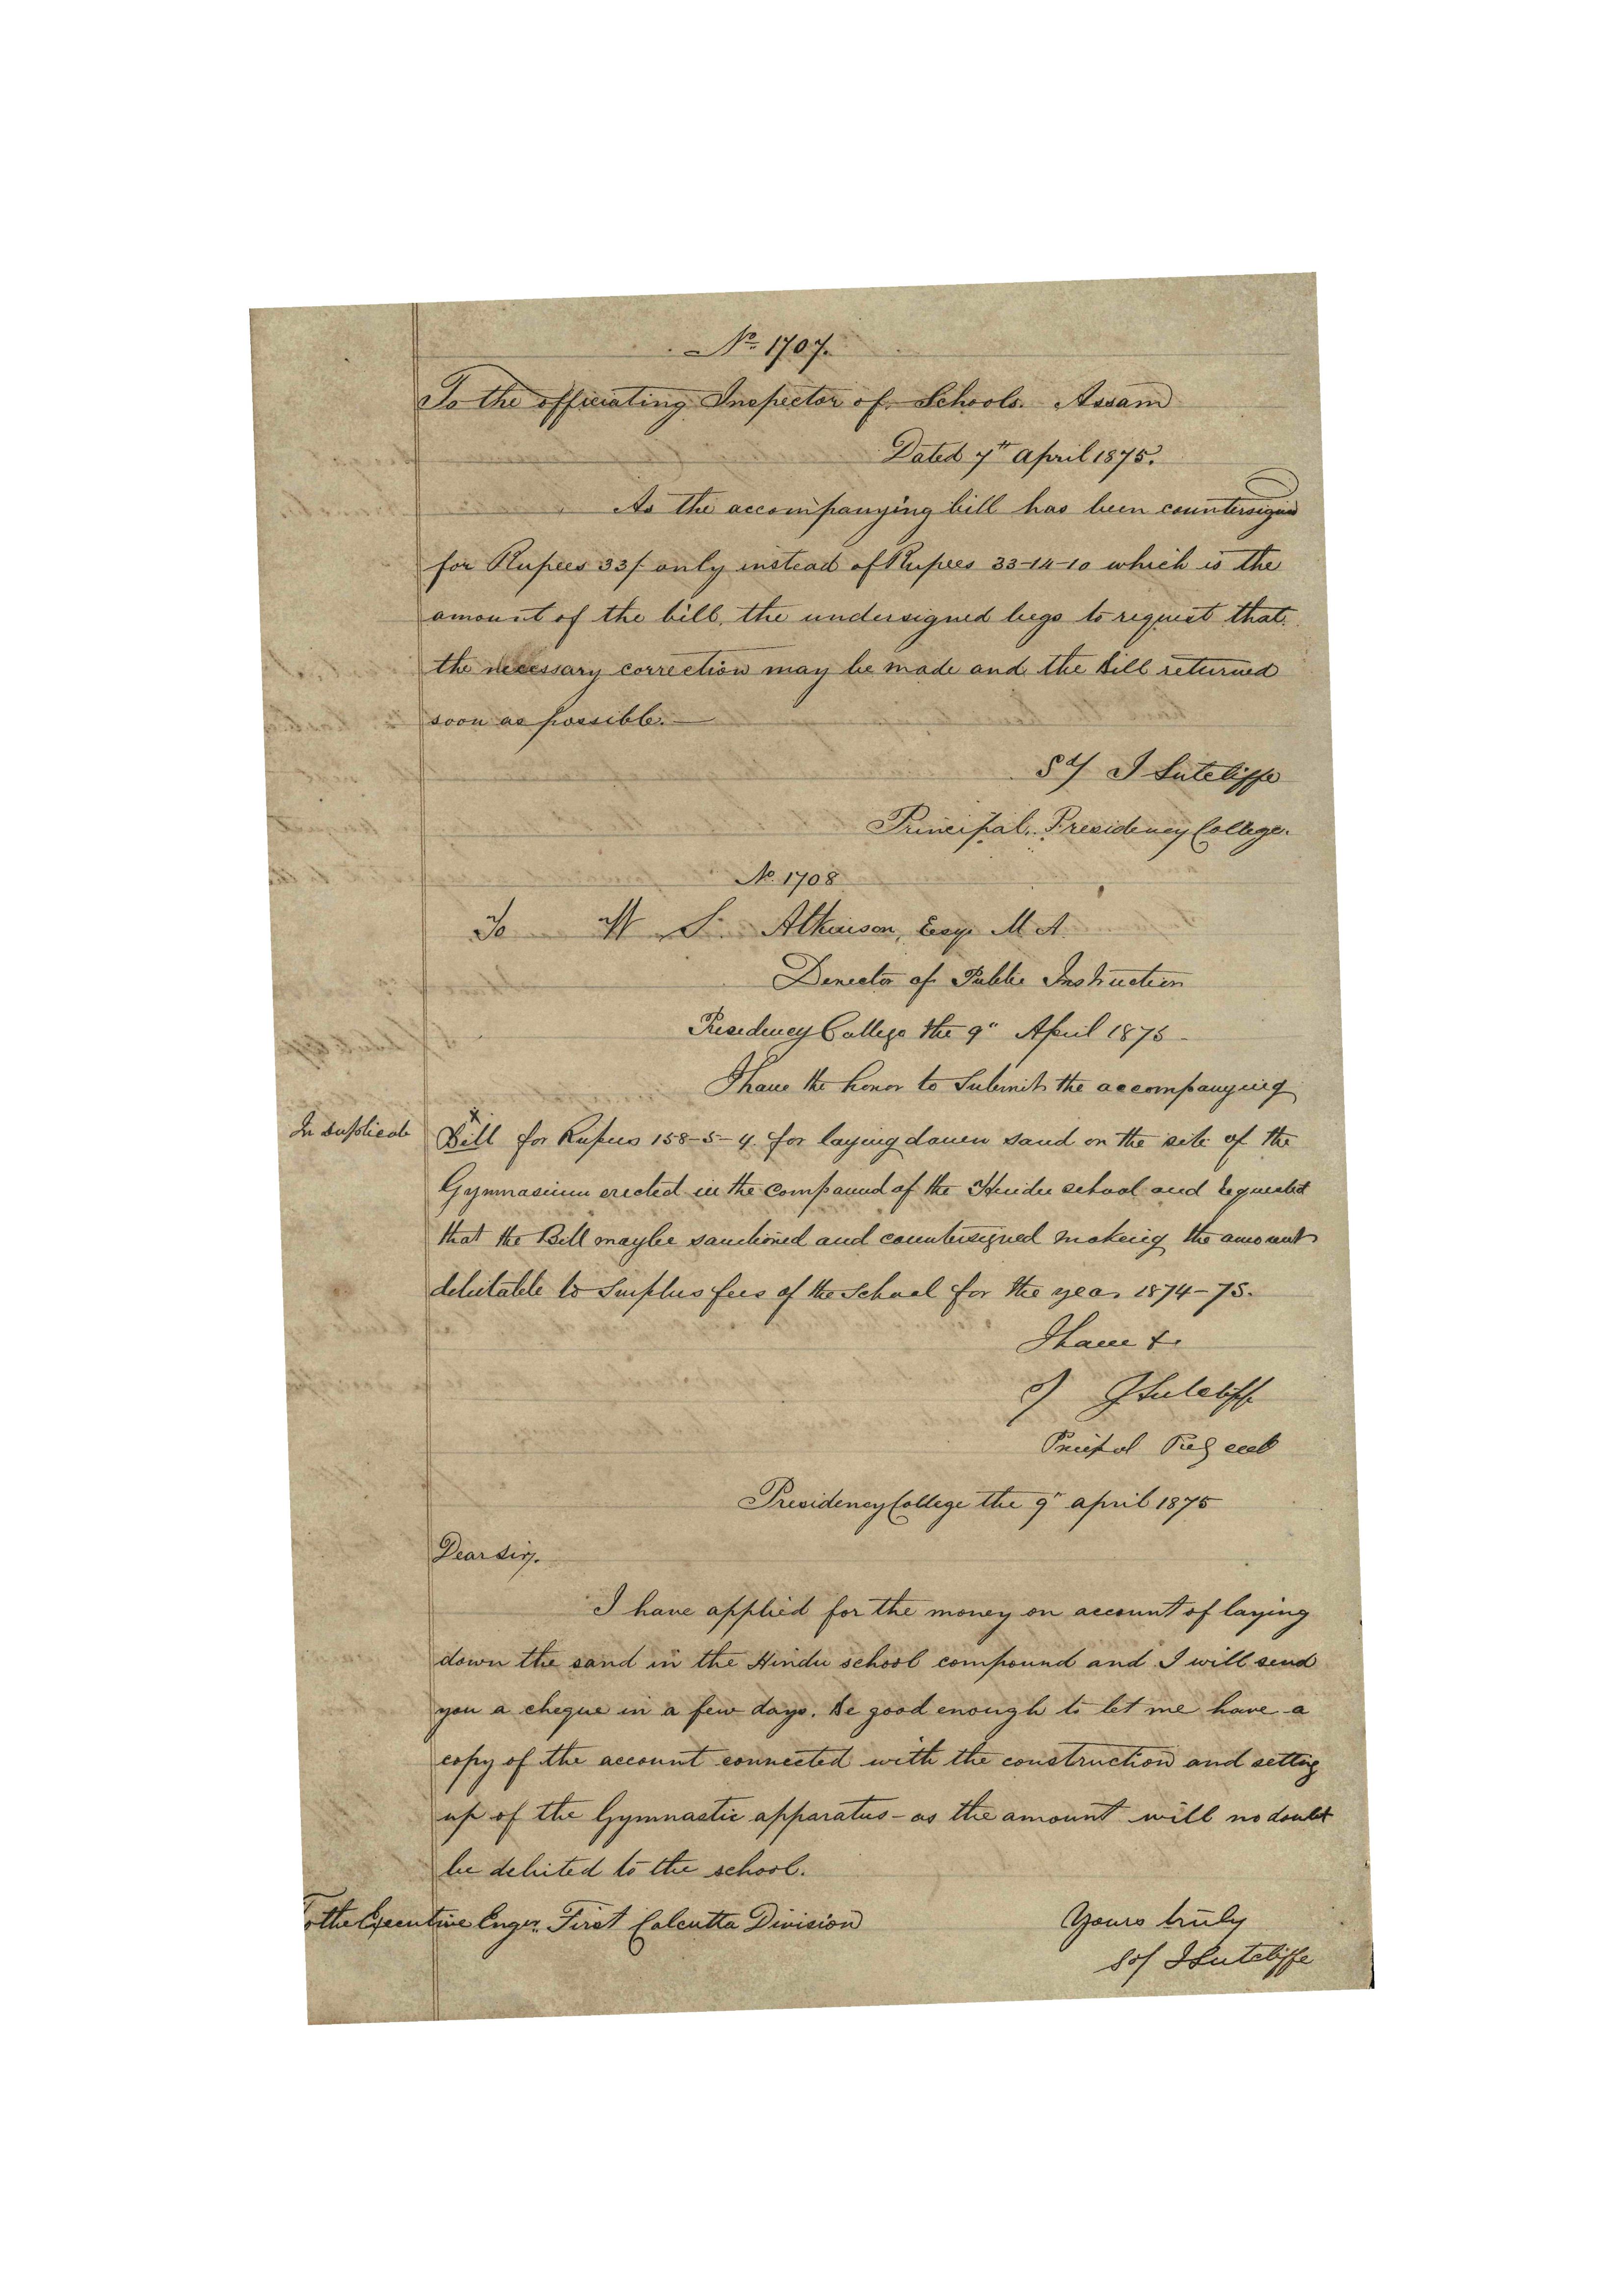 No 1707.
To the officiating Inspector of Schools. Assam
Dated 7th April 1875.
As the accompanying bill has been countersigned
for Rupees 33/ only instead of Rupees 33-14-10 which is the
amount of the bill, the undersigned begs to request that
the necessary correction may be made and the Bill returned
soon as possible.—
Sd/ J Sutcliffe
Principal, Presidency College.
No. 1708
To W S. Atkinson, Esqr M A.
Director of Public Instruction
Presidency College the 9" April 1875
I have the honor to Submit the accompanying
In duplicate
x
Bill for Rupees 158-5-4 for laying down sand on the site of the
Gymnasium erected in the compound of the Hindu school and requested
that the Bill maybe sanctioned and countersigned making the amount
debitable to Surplus fees of the School for the year 1874-75.
I have &c
J Sutcliffe
Presidency College the 9" april 1875
Dear Sir,
I have applied for the money on account of laying
down the sand in the Hindu school compound and I will send
you a cheque in a few days. Be good enough to let me have a
copy of the account connected with the construction and setting
up of the Gymnastic apparatus - as the amount will no doubt
be debited to the school.
To the Executive Engr. First Calcutta Division
Yours truly
Sd/ J Sutcliffe